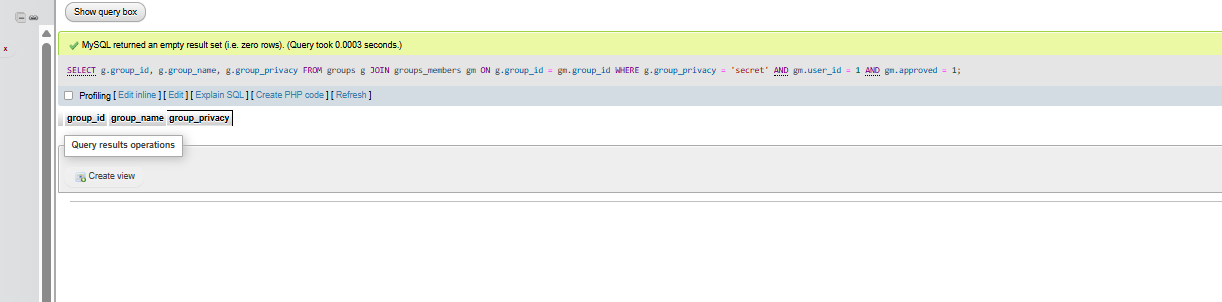 Show query box
x
MySQL returned an empty result set (i.e. zero rows). (Query took 0.0003 seconds.)
SELECT g.group_id, g.group_name, g.group_privacy FROM groups g JOIN groups_members gm ON g.group_id = gm.group_id WHERE g.group_privacy = 'secret' AND gm.user_id = 1 AND gm.approved = 1;
Profiling [ Edit inline ] [ Edit ] [ Explain SQL ] [ Create PHP code ] [ Refresh ]
group_id group_name group_privacy
Query results operations
Create view